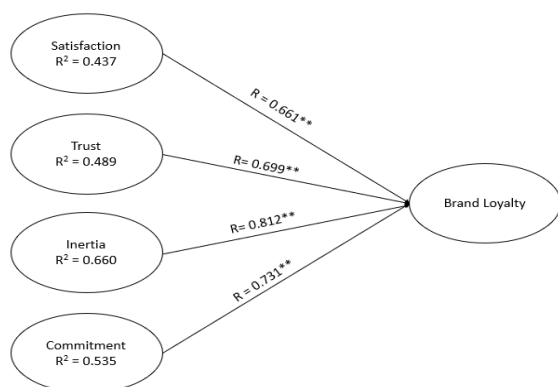 Satisfaction
R² = 0.437
R = 0.661**
Trust
R² = 0.489
R= 0.699**
Brand Loyalty
Inertia
R² = 0.660
R= 0.812**
Commitment
R² = 0.535
R = 0.731**